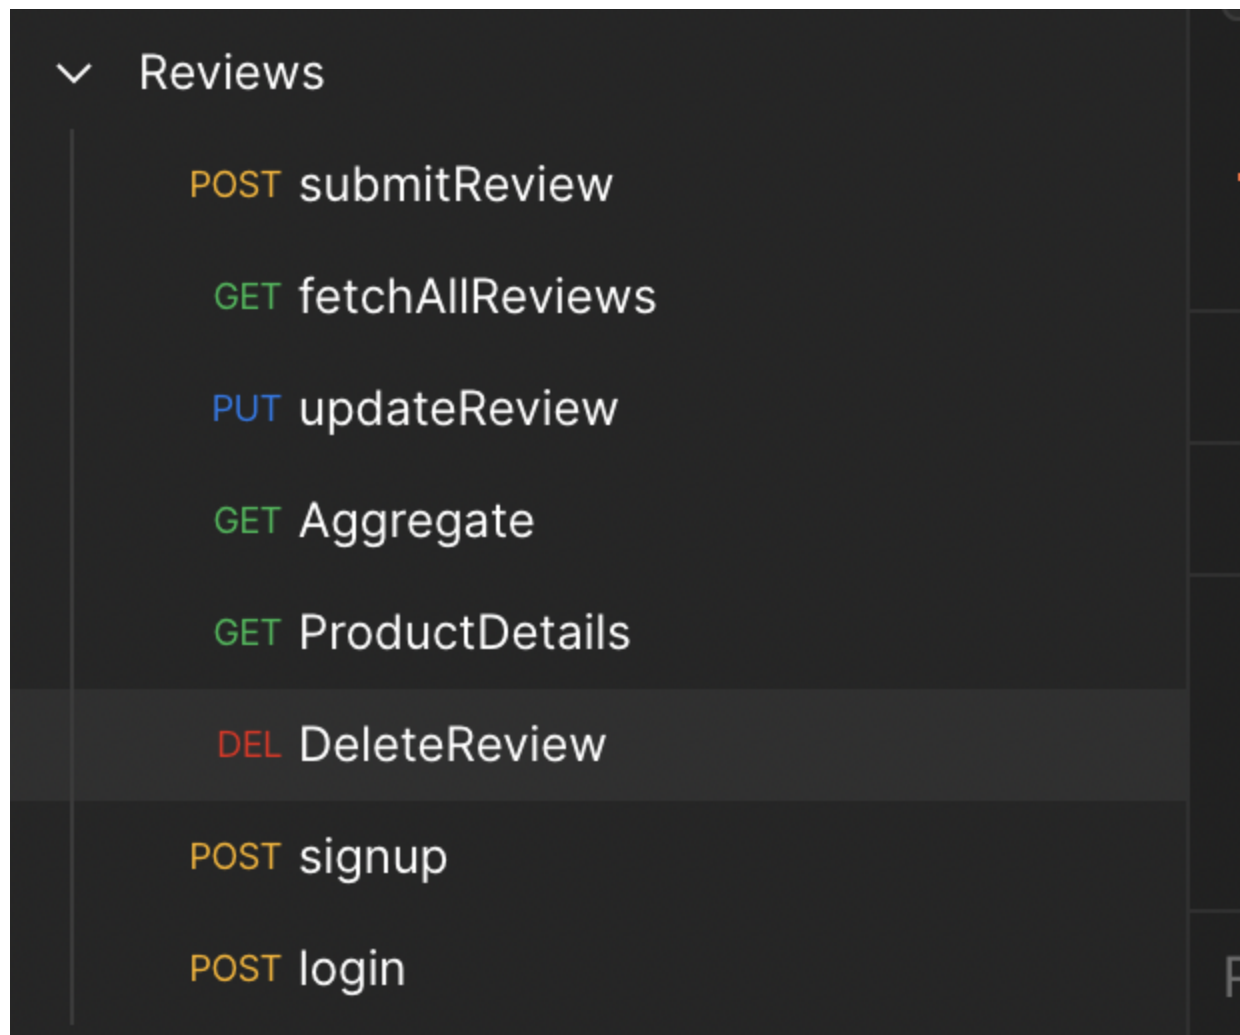 Reviews
POST submitReview
GET fetchAllReviews
PUT updateReview
GET Aggregate
GET ProductDetails
DEL DeleteReview
POST signup
POST login